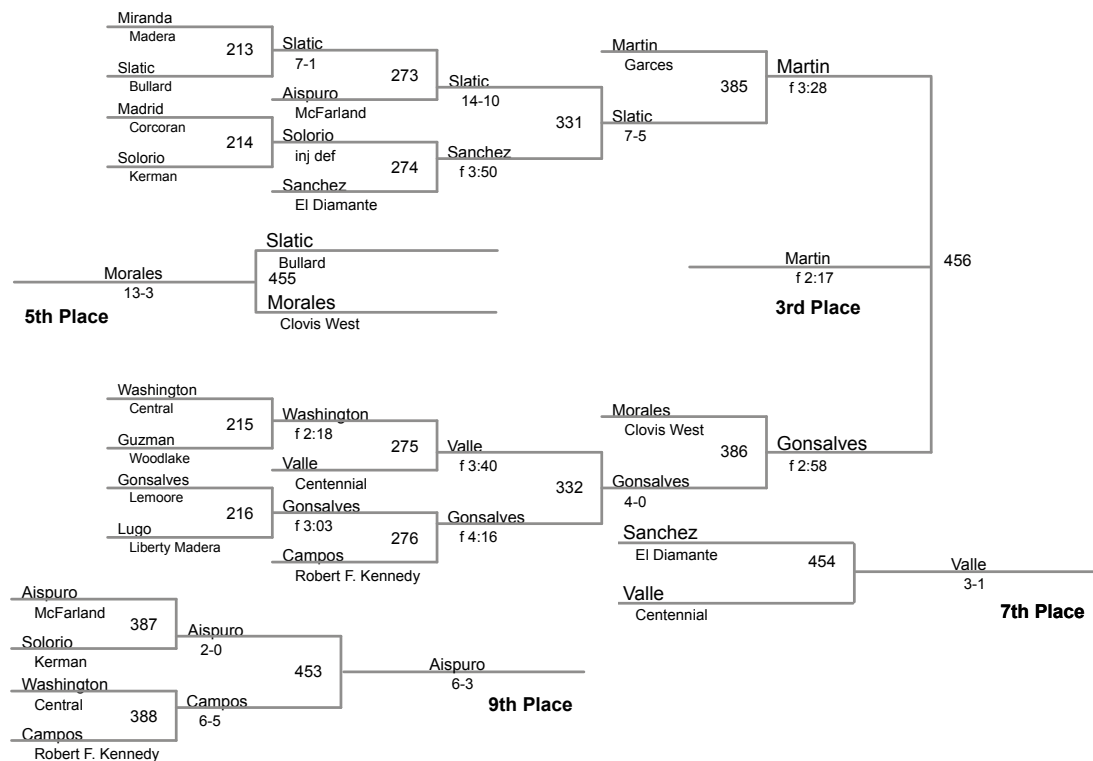 Miranda
Madera
213
Slatic
Bullard
Slatic
7-1
273
Aispuro
McFarland
Madrid
Corcoran
214
Solorio
Kerman
Solorio
inj def
274
Sanchez
El Diamante
Slatic
14-10
331
Sanchez
f 3:50
Martin
Garces
385
Slatic
7-5
Martin
f 3:28
Slatic
Bullard
455
Morales
Clovis West
Morales
13-3
5th Place
Martin
f 2:17
3rd Place
456
Washington
Central
215
Guzman
Woodlake
Washington
f 2:18
275
Valle
Centennial
Gonsalves
Lemoore
216
Lugo
Liberty Madera
Gonsalves
f 3:03
276
Campos
Robert F. Kennedy
Valle
f 3:40
332
Gonsalves
f 4:16
Morales
Clovis West
386
Gonsalves
4-0
Gonsalves
f 2:58
Sanchez
El Diamante
454
Valle
Centennial
Valle
3-1
7th Place
Aispuro
McFarland
387
Solorio
Kerman
Aispuro
2-0
453
Washington
Central
388
Campos
Robert F. Kennedy
Campos
6-5
Aispuro
6-3
9th Place